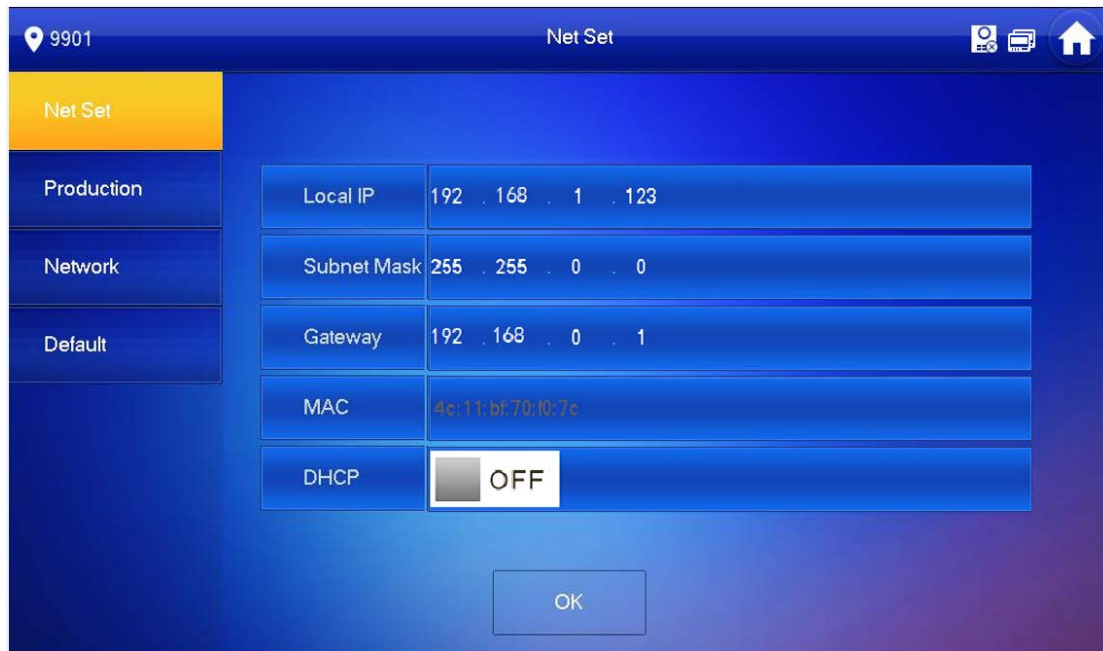 9901 Net Set
Net Set
Production
Network
Default
Local IP 192 . 168 . 1 . 123
Subnet Mask 255 . 255 . 0 . 0
Gateway 192 . 168 . 0 . 1
MAC 4c:11:bf:70:f0:7c
DHCP OFF
OK